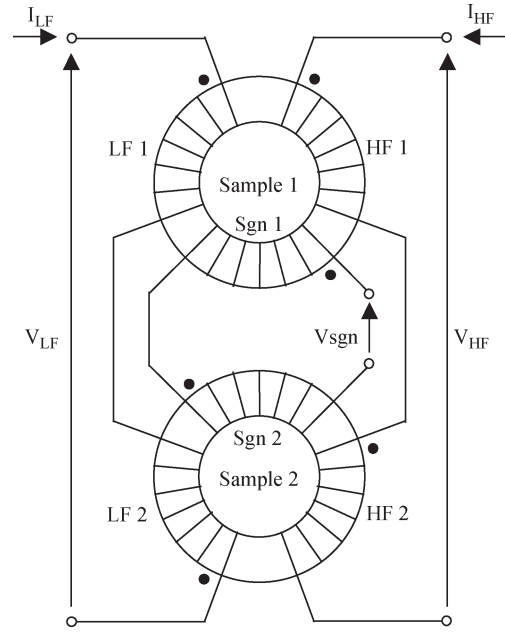 I_LF
I_HF
LF 1
HF 1
Sample 1
Sgn 1
V_LF
Vsgn
V_HF
Sgn 2
Sample 2
LF 2
HF 2